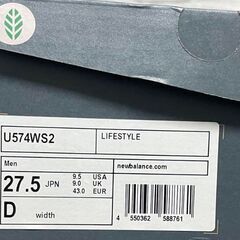 U574WS2
LIFESTYLE
Men
newbalance.com
27.5 JPN
9.5 USA
9.0 UK
43.0 EUR
D width
4 550362 588761